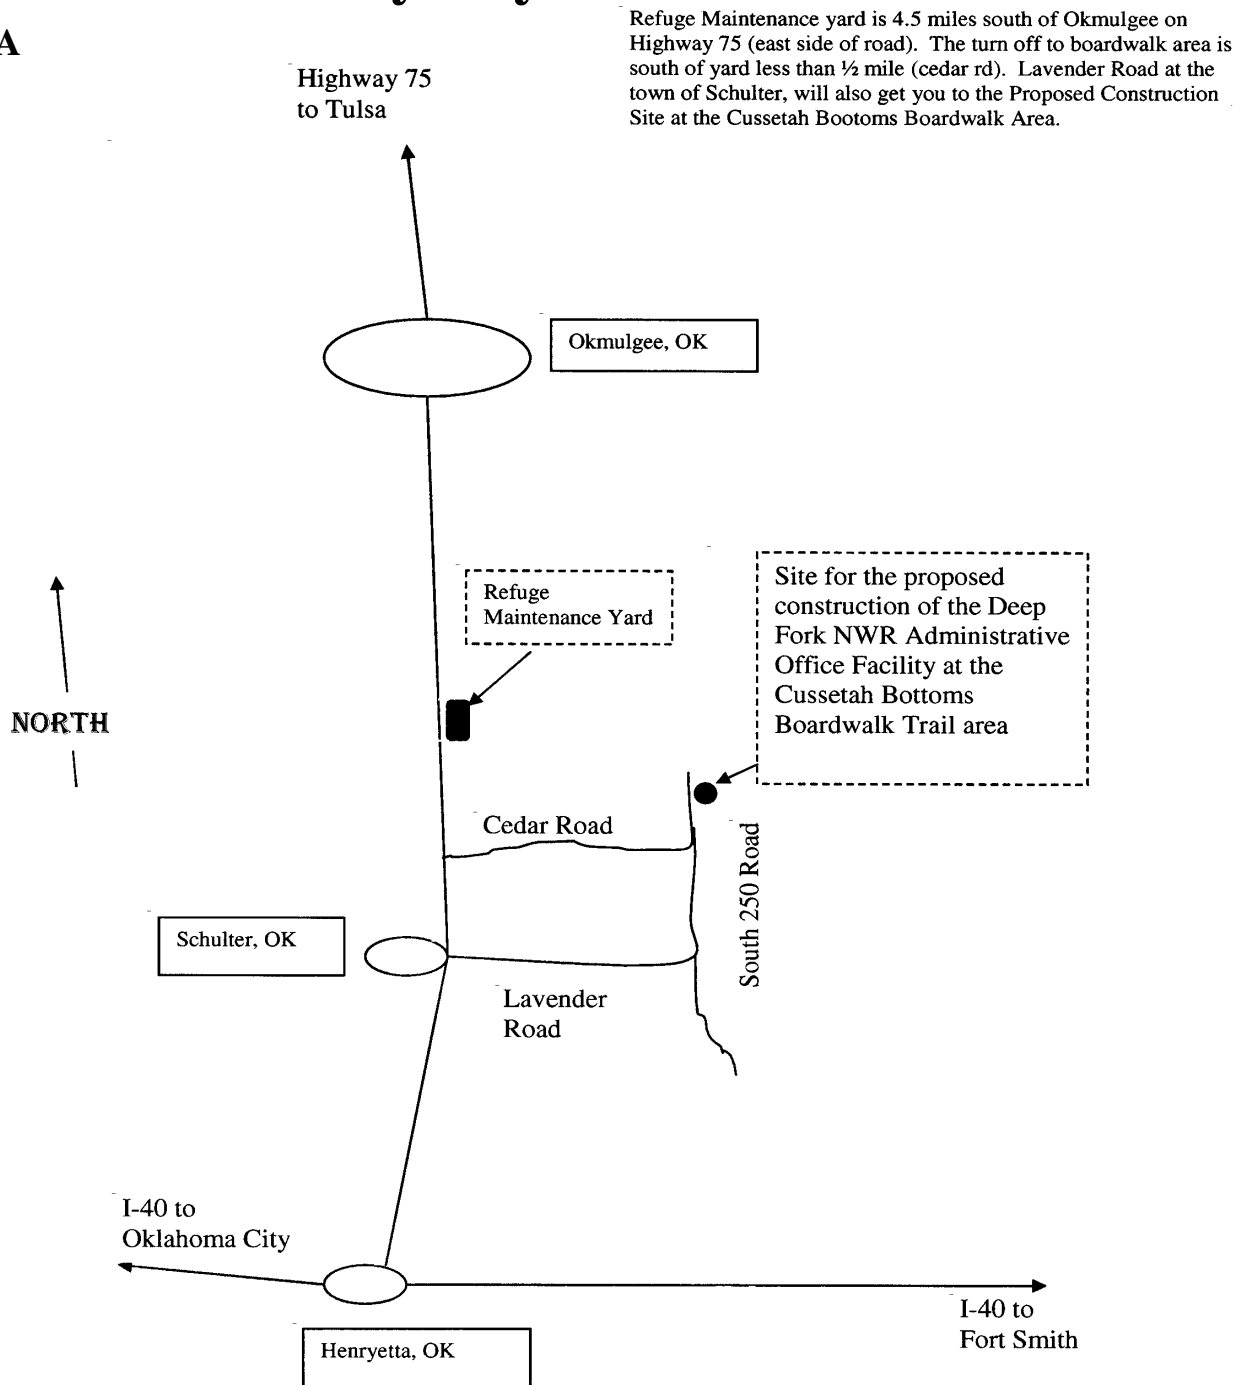 Refuge Maintenance yard is 4.5 miles south of Okmulgee on
Highway 75 (east side of road). The turn off to boardwalk area is
south of yard less than ½ mile (cedar rd). Lavender Road at the
town of Schulter, will also get you to the Proposed Construction
Site at the Cussetah Bootoms Boardwalk Area.
A
Highway 75
to Tulsa
Okmulgee, OK
Refuge
Maintenance Yard
Site for the proposed
construction of the Deep
Fork NWR Administrative
Office Facility at the
Cussetah Bottoms
Boardwalk Trail area
NORTH
Cedar Road
South 250 Road
Schulter, OK
Lavender
Road
I-40 to
Oklahoma City
I-40 to
Fort Smith
Henryetta, OK